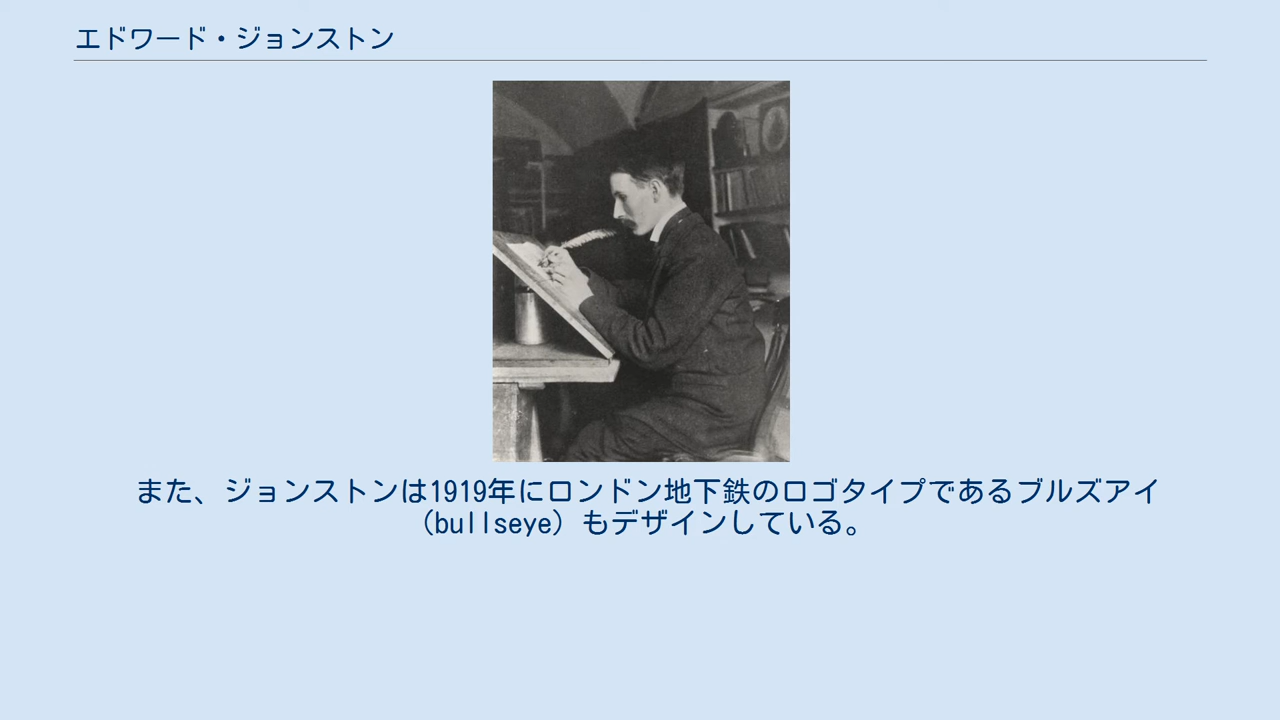 エドワード・ジョンストン
また、ジョンストンは1919年にロンドン地下鉄のロゴタイプであるブルズアイ
（bullseye）もデザインしている。